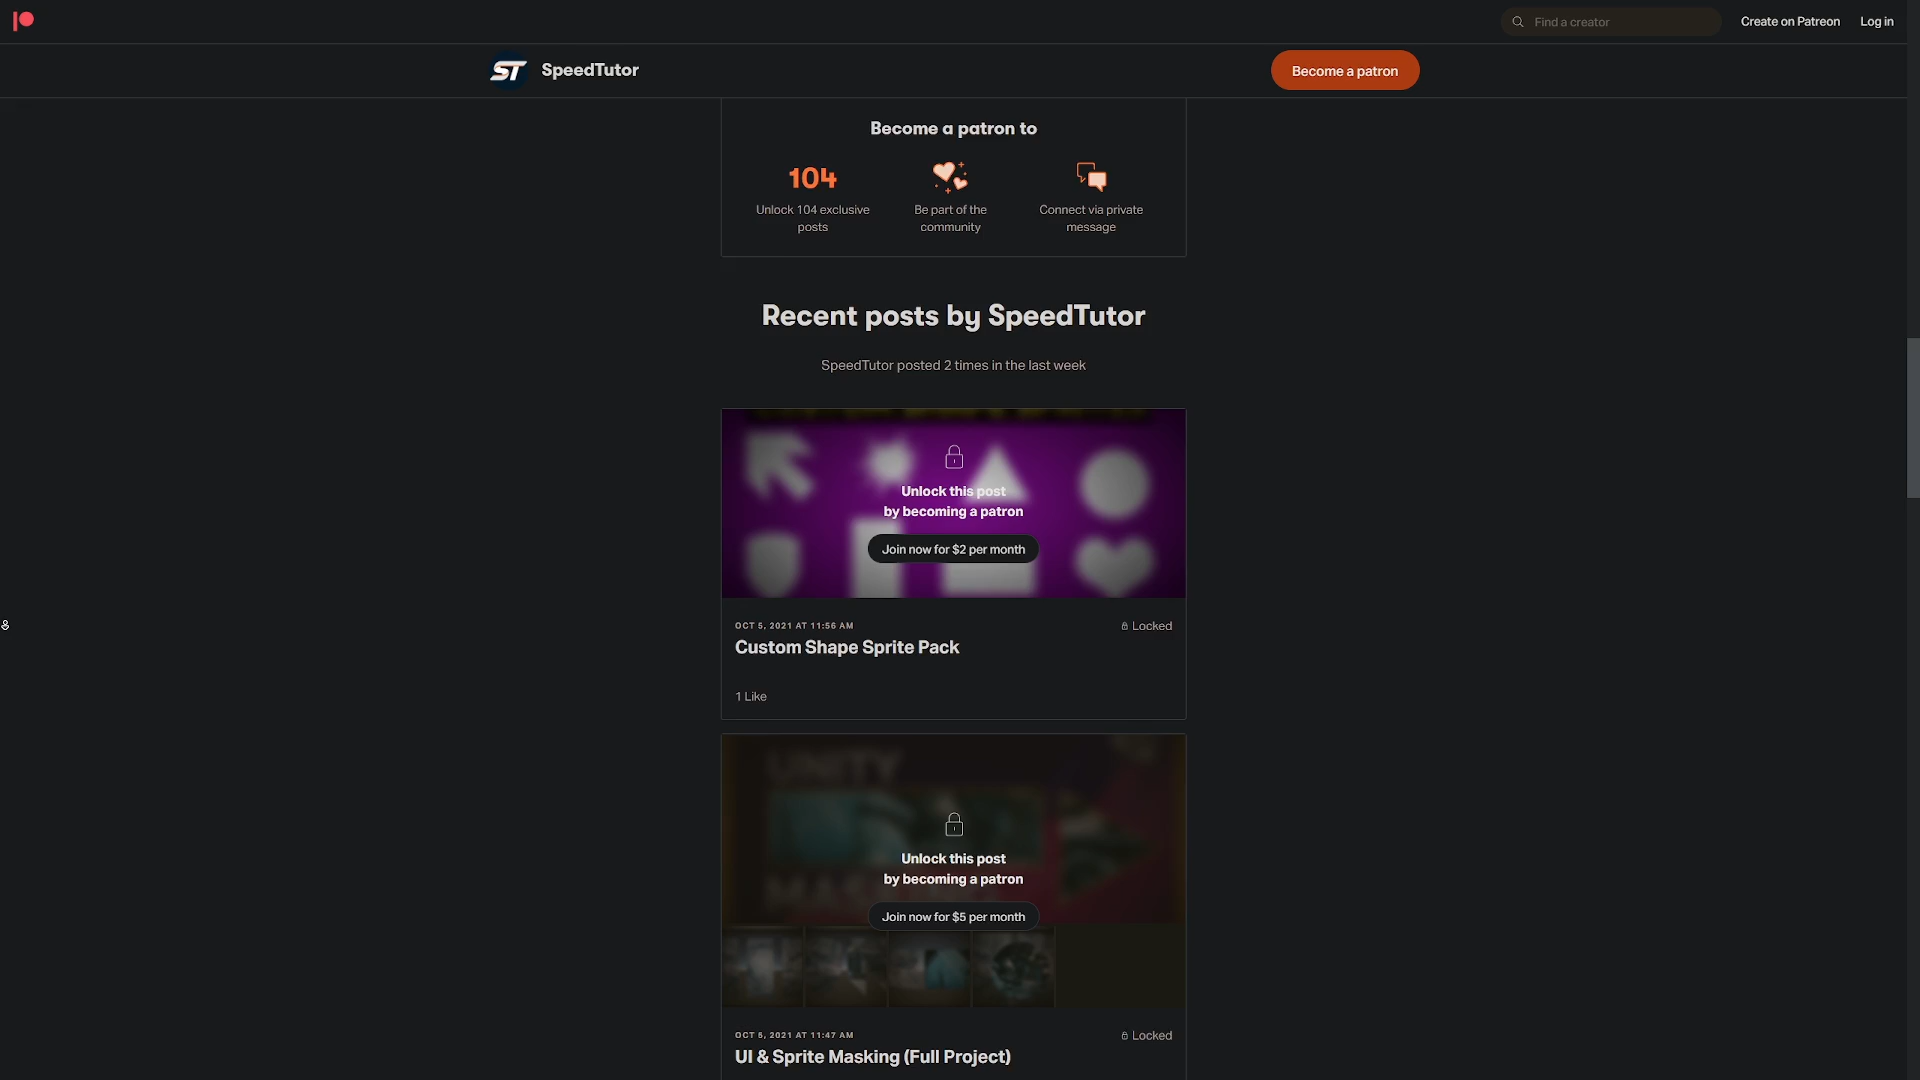 Find a creator
Create on Patreon
Log in
ST
SpeedTutor
Become a patron
Become a patron to
104
Unlock 104 exclusive
posts
Be part of the
community
Connect via private
message
Recent posts by SpeedTutor
SpeedTutor posted 2 times in the last week
Unlock this post
by becoming a patron
Join now for $2 per month
OCT 5, 2021 AT 11:56 AM
Locked
Custom Shape Sprite Pack
1 Like
UNITY
Unlock this post
by becoming a patron
Join now for $5 per month
OCT 5, 2021 AT 11:47 AM
Locked
UI & Sprite Masking (Full Project)